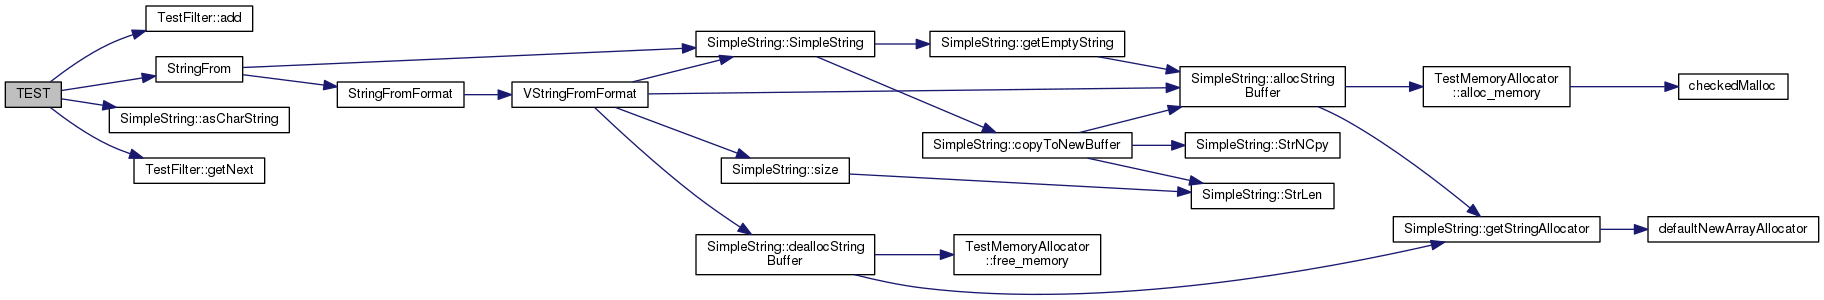 TEST
TestFilter::add
StringFrom
SimpleString::asCharString
TestFilter::getNext
StringFromFormat
VStringFromFormat
SimpleString::SimpleString
SimpleString::size
SimpleString::deallocString
Buffer
SimpleString::getEmptyString
SimpleString::copyToNewBuffer
TestMemoryAllocator
::free_memory
SimpleString::allocString
Buffer
SimpleString::StrNCpy
SimpleString::StrLen
TestMemoryAllocator
::alloc_memory
SimpleString::getStringAllocator
checkedMalloc
defaultNewArrayAllocator